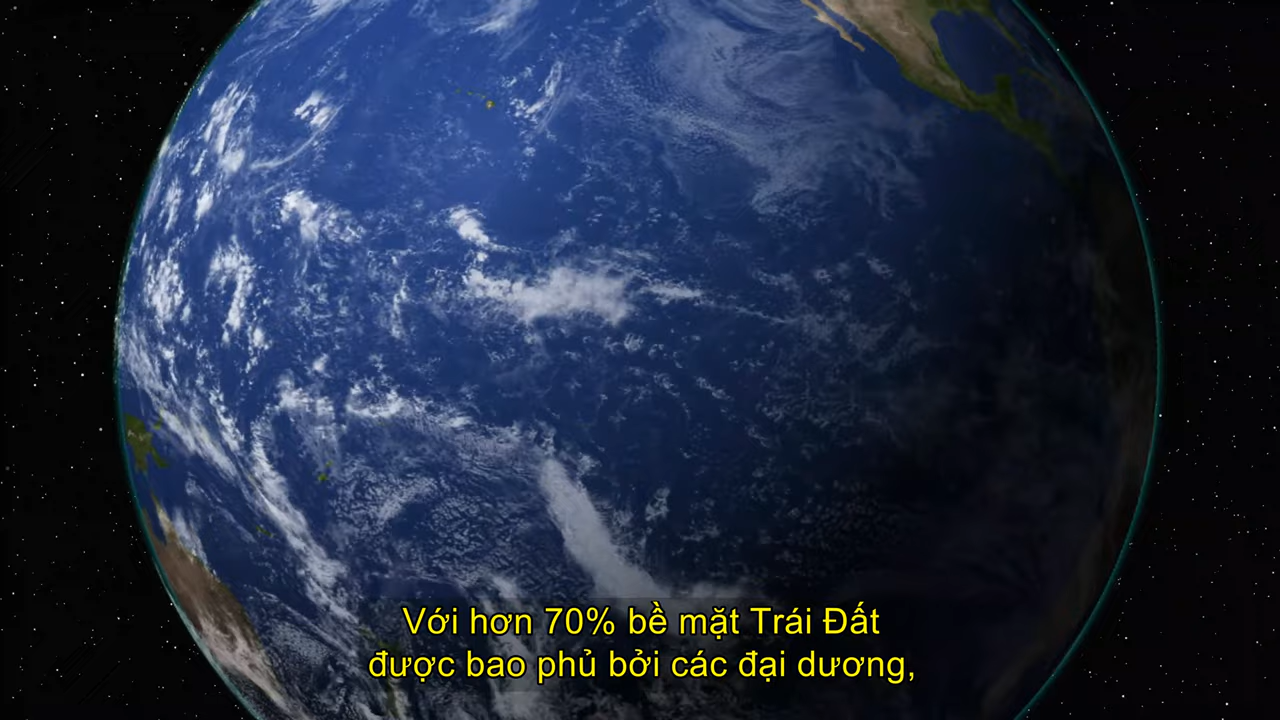 Với hơn 70% bề mặt Trái Đất
được bao phủ bởi các đại dương,